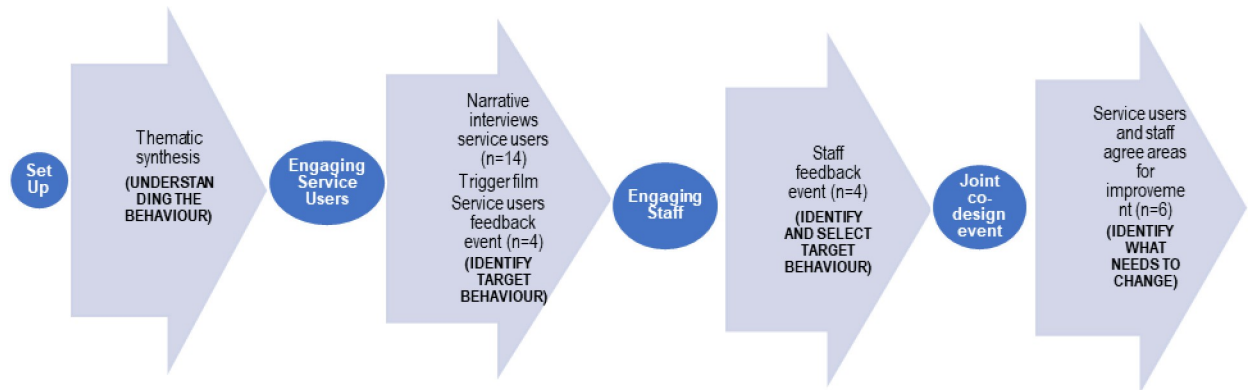 Set
Up
Thematic
synthesis
(UNDERSTAN
DING THE
BEHAVIOUR)
Engaging
Service
Users
Narrative
interviews
service users
(n=14)
Trigger film
Service users
feedback
event (n=4)
(IDENTIFY
TARGET
BEHAVIOUR)
Engaging
Staff
Staff
feedback
event (n=4)
(IDENTIFY
AND SELECT
TARGET
BEHAVIOUR)
Joint
co-
design
event
Service users
and staff
agree areas
for
improveme
nt (n=6)
(IDENTIFY
WHAT
NEEDS TO
CHANGE)